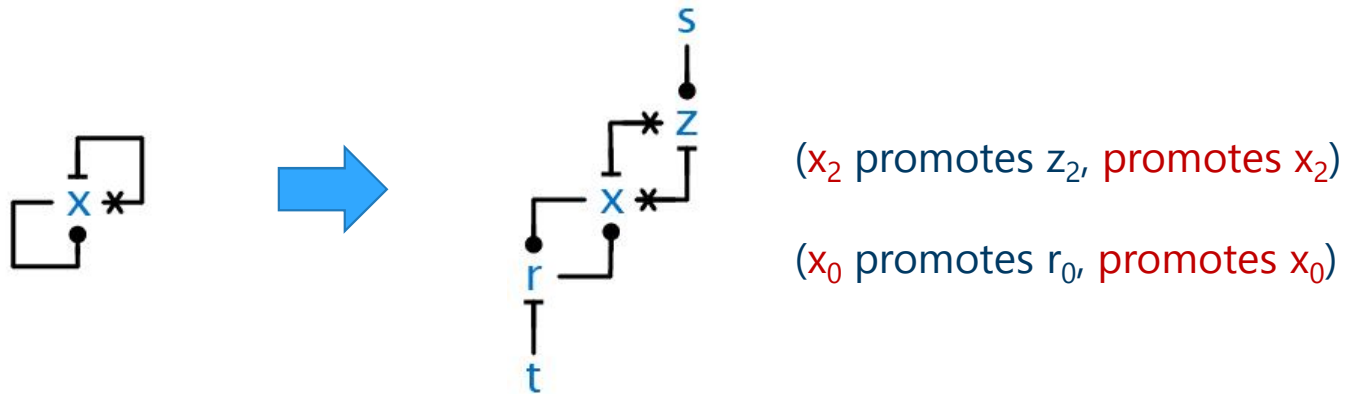 s
z
x
x
r
t
(x₂ promotes z₂, promotes x₂)
(x₀ promotes r₀, promotes x₀)